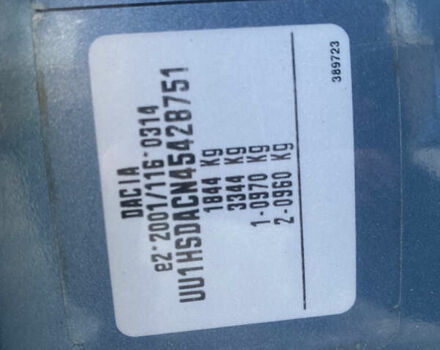 DACIA
e2*2001/116*0314
UU1HSDACN45428751
1844 Kg
3344 Kg
1-0970 Kg
2-0960 Kg
389723